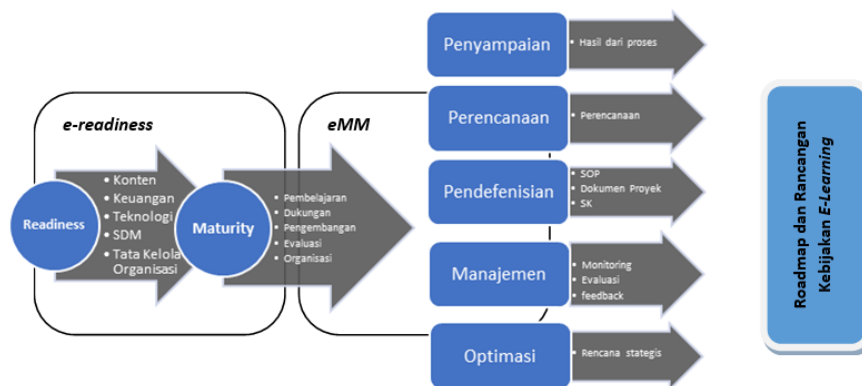 e-readiness
Readiness
• Konten
• Keuangan
• Teknologi
• SDM
• Tata Kelola
Organisasi
Maturity
eMM
• Pembelajaran
• Dukungan
• Pengembangan
• Evaluasi
• Organisasi
Penyampaian
• Hasil dari proses
Perencanaan
• Perencanaan
Pendefenisian
• SOP
• Dokumen Proyek
• SK
Manajemen
• Monitoring
• Evaluasi
• feedback
Optimasi
• Rencana stategis
Roadmap dan Rancangan
Kebijakan E-Learning